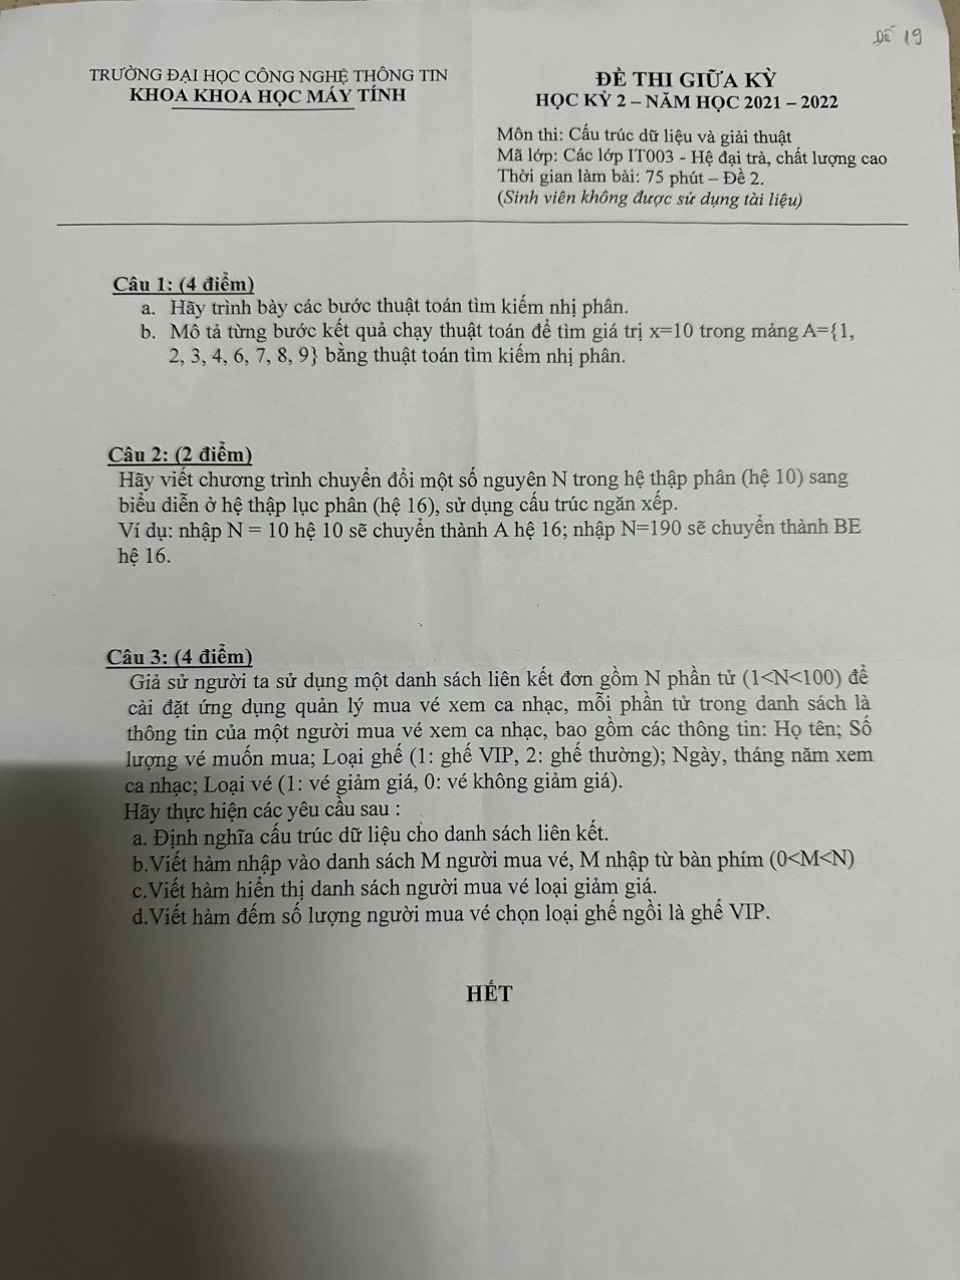 Đề 19
TRƯỜNG ĐẠI HỌC CÔNG NGHỆ THÔNG TIN
KHOA KHOA HỌC MÁY TÍNH
ĐỀ THI GIỮA KỲ
HỌC KỲ 2 – NĂM HỌC 2021 – 2022
Môn thi: Cấu trúc dữ liệu và giải thuật
Mã lớp: Các lớp IT003 - Hệ đại trà, chất lượng cao
Thời gian làm bài: 75 phút – Đề 2.
(Sinh viên không được sử dụng tài liệu)
Câu 1: (4 điểm)
a. Hãy trình bày các bước thuật toán tìm kiếm nhị phân.
b. Mô tả từng bước kết quả chạy thuật toán để tìm giá trị x=10 trong mảng A={1,
2, 3, 4, 6, 7, 8, 9} bằng thuật toán tìm kiếm nhị phân.
Câu 2: (2 điểm)
Hãy viết chương trình chuyển đổi một số nguyên N trong hệ thập phân (hệ 10) sang
biểu diễn ở hệ thập lục phân (hệ 16), sử dụng cấu trúc ngăn xếp.
Ví dụ: nhập N = 10 hệ 10 sẽ chuyển thành A hệ 16; nhập N=190 sẽ chuyển thành BE
hệ 16.
Câu 3: (4 điểm)
Giả sử người ta sử dụng một danh sách liên kết đơn gồm N phần tử (1<N<100) để
cài đặt ứng dụng quản lý mua vé xem ca nhạc, mỗi phần tử trong danh sách là
thông tin của một người mua vé xem ca nhạc, bao gồm các thông tin: Họ tên; Số
lượng vé muốn mua; Loại ghế (1: ghế VIP, 2: ghế thường); Ngày, tháng năm xem
ca nhạc; Loại vé (1: vé giảm giá, 0: vé không giảm giá).
Hãy thực hiện các yêu cầu sau :
a. Định nghĩa cấu trúc dữ liệu cho danh sách liên kết.
b.Viết hàm nhập vào danh sách M người mua vé, M nhập từ bàn phím (0<M<N)
c.Viết hàm hiển thị danh sách người mua vé loại giảm giá.
d.Viết hàm đếm số lượng người mua vé chọn loại ghế ngồi là ghế VIP.
HẾT